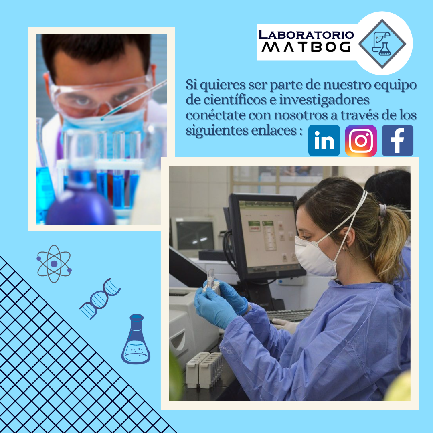 LABORATORIO
MATBOG
Si quieres ser parte de nuestro equipo
de científicos e investigadores
conéctate con nosotros a través de los
siguientes enlaces :